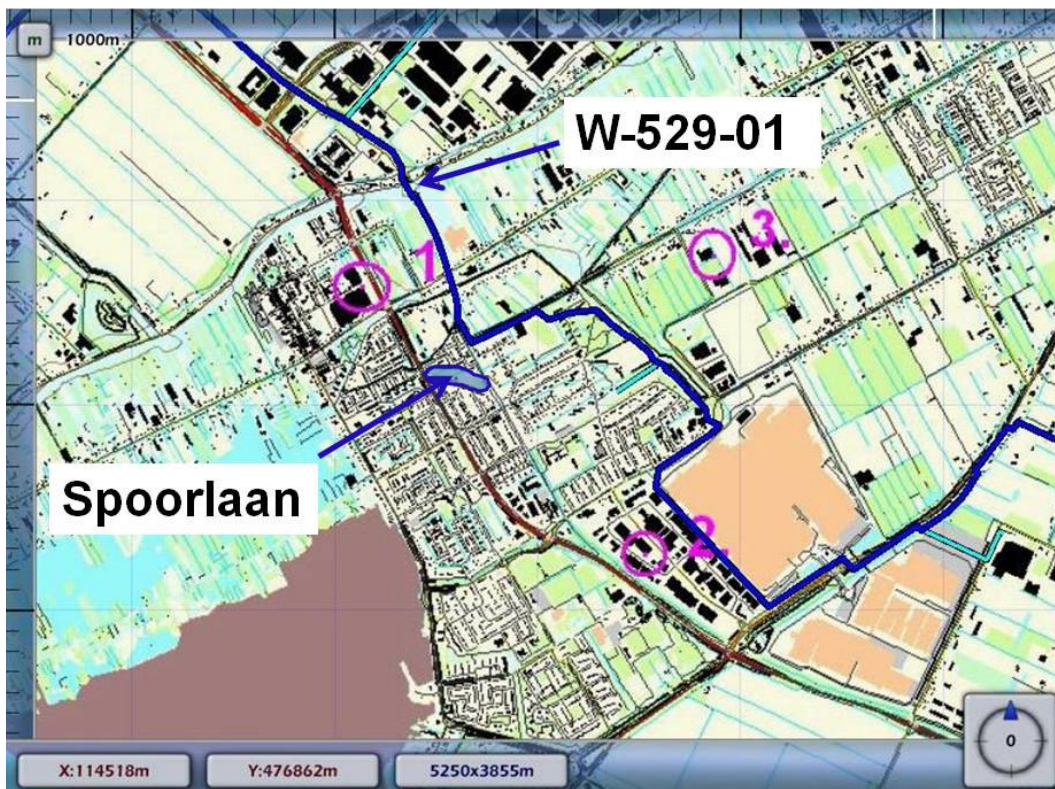 m
1000m
W-529-01
1
3.
Spoorlaan
2.
X:114518m
Y:476862m
5250x3855m
0